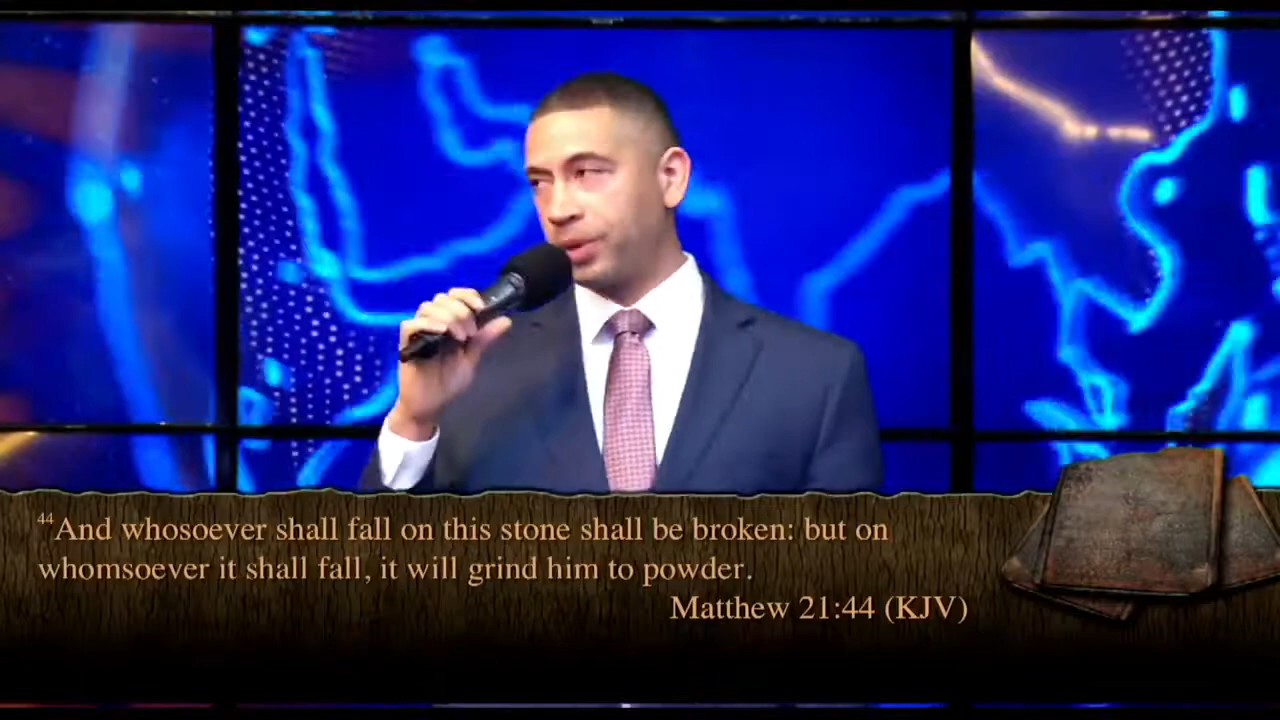 44And whosoever shall fall on this stone shall be broken: but on
whomsoever it shall fall, it will grind him to powder.
Matthew 21:44 (KJV)